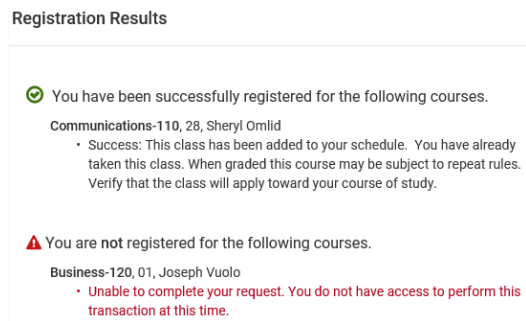 Registration Results
You have been successfully registered for the following courses.
Communications-110, 28, Sheryl Omlid
• Success: This class has been added to your schedule. You have already
taken this class. When graded this course may be subject to repeat rules.
Verify that the class will apply toward your course of study.
You are not registered for the following courses.
Business-120, 01, Joseph Vuolo
• Unable to complete your request. You do not have access to perform this
transaction at this time.